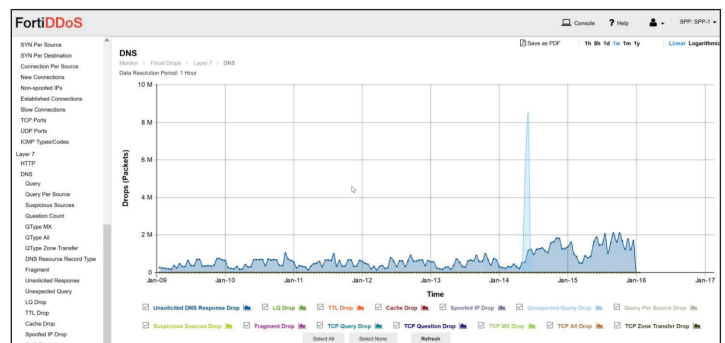 FortiDDoS
Console ? Help SPP: SPP-1
SYN Per Source
SYN Per Destination
Connection Per Source
New Connections
Non-spoofed IPs
Established Connections
Slow Connections
TCP Ports
UDP Ports
ICMP Types/Codes
Layer 7
HTTP
DNS
Query
Query Per Source
Suspicious Sources
Question Count
QType MX
QType All
QType Zone Transfer
DNS Resource Record Type
Fragment
Unsolicited Response
Unexpected Query
LQ Drop
TTL Drop
Cache Drop
Spoofed IP Drop
Save as PDF 1h 8h 1d 1w 1m 1y Linear Logarithmic
DNS
Monitor > Flood Drops > Layer 7 > DNS
Data Resolution Period: 1 Hour
Drops (Packets)
10 M
8 M
6 M
4 M
2 M
0
Jan-09 Jan-10 Jan-11 Jan-12 Jan-13 Jan-14 Jan-15 Jan-16 Jan-17
Time
Unsolicited DNS Response Drop LQ Drop TTL Drop Cache Drop Spoofed IP Drop Unexpected Query Drop Query Per Source Drop
Suspicious Sources Drop Fragment Drop TCP Query Drop TCP Question Drop TCP MX Drop TCP All Drop TCP Zone Transfer Drop
Select All Select None Refresh